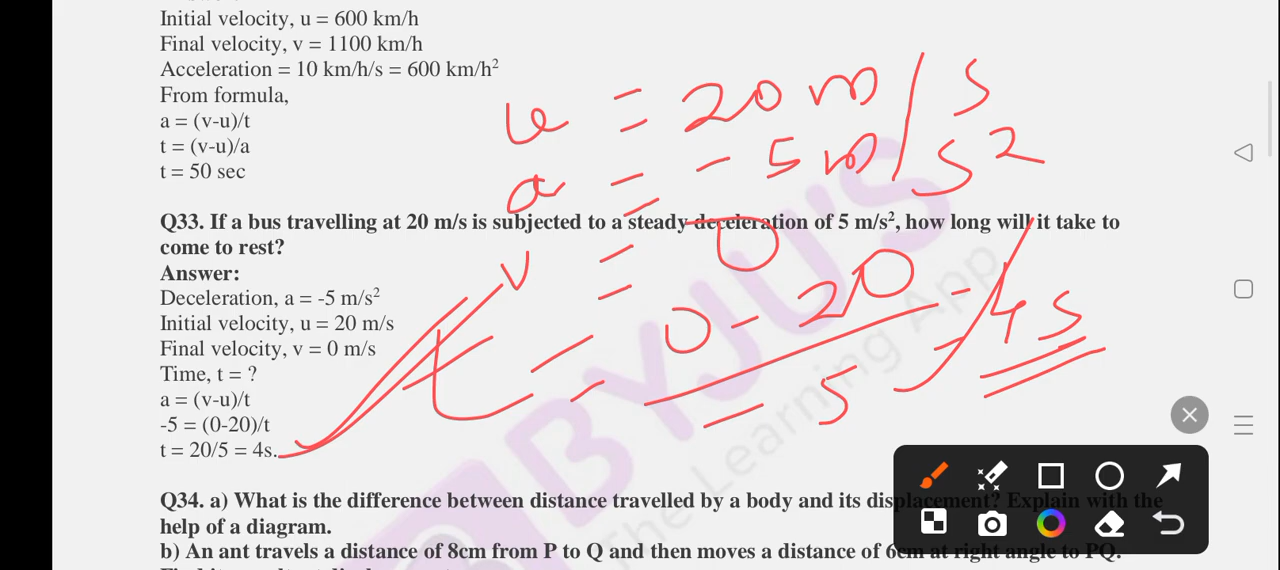 Initial velocity, u = 600 km/h
Final velocity, v = 1100 km/h
Acceleration = 10 km/h/s = 600 km/h²
From formula,
a = (v-u)/t
t = (v-u)/a
t = 50 sec
u = 20 m/s
a = - 5 m/s2
Q33. If a bus travelling at 20 m/s is subjected to a steady deceleration of 5 m/s², how long will it take to
come to rest?
v = 0
Answer:
Deceleration, a = -5 m/s²
Initial velocity, u = 20 m/s
Final velocity, v = 0 m/s
Time, t = ?
a = (v-u)/t
-5 = (0-20)/t
t = 20/5 = 4s.
t = 0 - 20
- 5
= 4s
BYJU'S
The Learning App
Q34. a) What is the difference between distance travelled by a body and its displacement? Explain with the
help of a diagram.
b) An ant travels a distance of 8cm from P to Q and then moves a distance of 6cm at right angle to PQ.